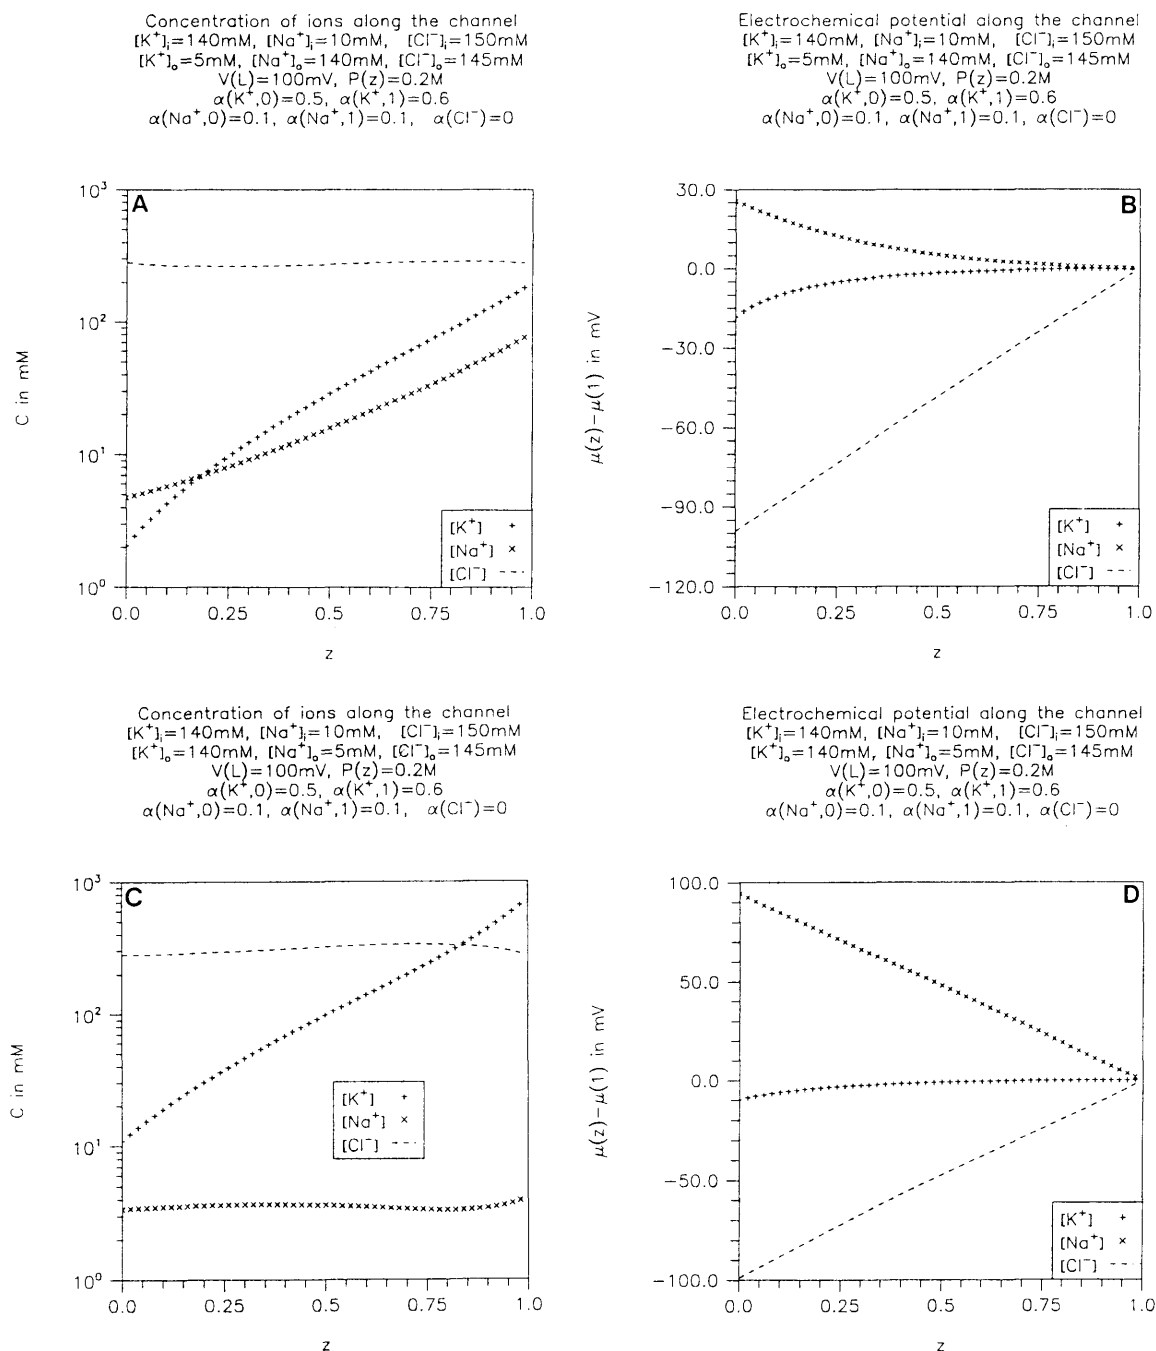 Concentration of ions along the channel
[K⁺]ᵢ=140mM, [Na⁺]ᵢ=10mM, [Cl⁻]ᵢ=150mM
[K⁺]ₒ=5mM, [Na⁺]ₒ=140mM, [Cl⁻]ₒ=145mM
V(L)=100mV, P(z)=0.2M
α(K⁺,0)=0.5, α(K⁺,1)=0.6
α(Na⁺,0)=0.1, α(Na⁺,1)=0.1, α(Cl⁻)=0
A
10³
10²
10¹
10⁰
C in mM
[K⁺] +
[Na⁺] ×
[Cl⁻] ----
0.0 0.25 0.5 0.75 1.0
z
Electrochemical potential along the channel
[K⁺]ᵢ=140mM, [Na⁺]ᵢ=10mM, [Cl⁻]ᵢ=150mM
[K⁺]ₒ=5mM, [Na⁺]ₒ=140mM, [Cl⁻]ₒ=145mM
V(L)=100mV, P(z)=0.2M
α(K⁺,0)=0.5, α(K⁺,1)=0.6
α(Na⁺,0)=0.1, α(Na⁺,1)=0.1, α(Cl⁻)=0
B
30.0
0.0
−30.0
−60.0
−90.0
−120.0
μ(z)−μ(1) in mV
[K⁺] +
[Na⁺] ×
[Cl⁻] ----
0.0 0.25 0.5 0.75 1.0
z
Concentration of ions along the channel
[K⁺]ᵢ=140mM, [Na⁺]ᵢ=10mM, [Cl⁻]ᵢ=150mM
[K⁺]ₒ=140mM, [Na⁺]ₒ=5mM, [Cl⁻]ₒ=145mM
V(L)=100mV, P(z)=0.2M
α(K⁺,0)=0.5, α(K⁺,1)=0.6
α(Na⁺,0)=0.1, α(Na⁺,1)=0.1, α(Cl⁻)=0
C
10³
10²
10¹
10⁰
C in mM
[K⁺] +
[Na⁺] ×
[Cl⁻] ----
0.0 0.25 0.5 0.75 1.0
z
Electrochemical potential along the channel
[K⁺]ᵢ=140mM, [Na⁺]ᵢ=10mM, [Cl⁻]ᵢ=150mM
[K⁺]ₒ=140mM, [Na⁺]ₒ=5mM, [Cl⁻]ₒ=145mM
V(L)=100mV, P(z)=0.2M
α(K⁺,0)=0.5, α(K⁺,1)=0.6
α(Na⁺,0)=0.1, α(Na⁺,1)=0.1, α(Cl⁻)=0
D
100.0
50.0
0.0
−50.0
−100.0
μ(z)−μ(1) in mV
[K⁺] +
[Na⁺] ×
[Cl⁻] ----
0.0 0.25 0.5 0.75 1.0
z